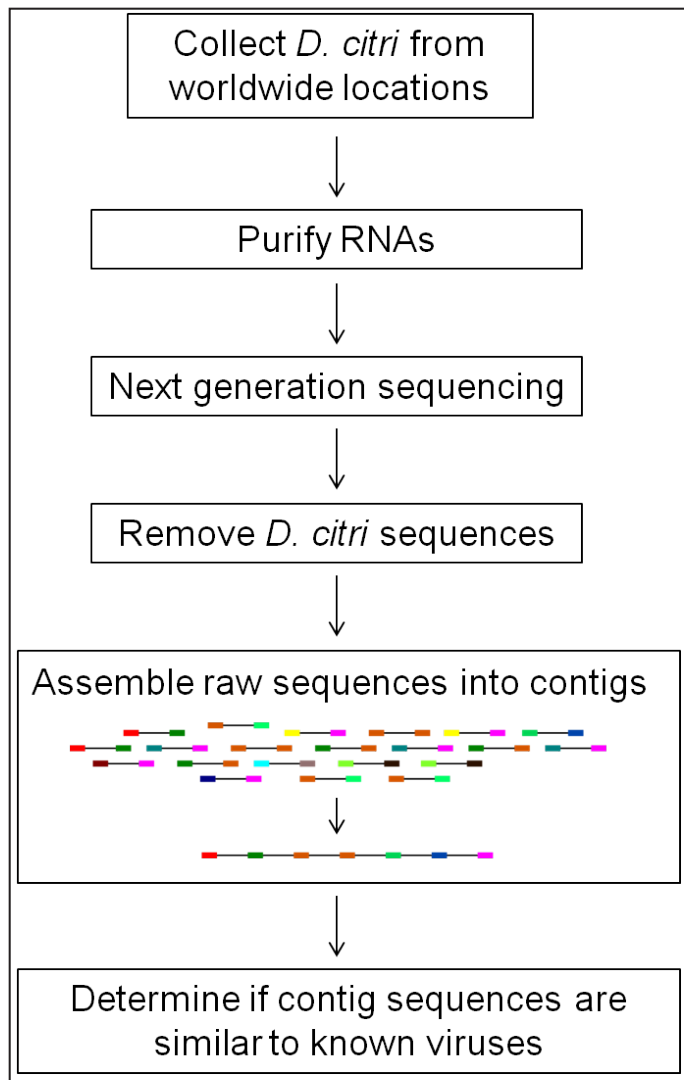 Collect D. citri from
worldwide locations
Purify RNAs
Next generation sequencing
Remove D. citri sequences
Assemble raw sequences into contigs
Determine if contig sequences are
similar to known viruses